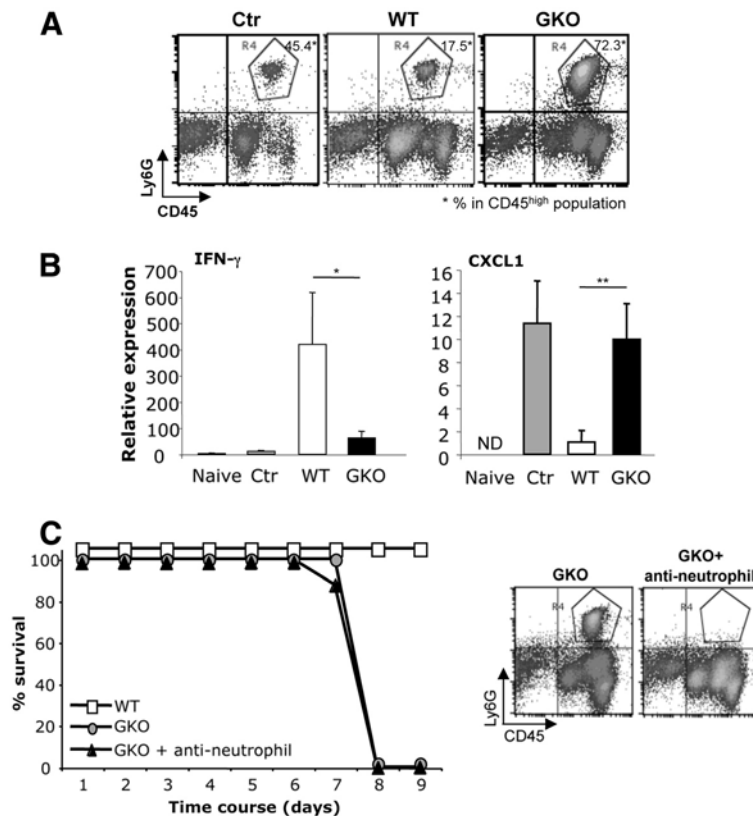 A
Ctr WT GKO
R4 45.4* R4 17.5* R4 72.3*
Ly6G
CD45
* % in CD45high population
B
IFN-γ
Relative expression
700
600
500
400
300
200
100
0
*
Naive Ctr WT GKO
CXCL1
16
14
12
10
8
6
4
2
0
**
ND
Naive Ctr WT GKO
C
% survival
100
80
60
40
20
0
WT
GKO
GKO + anti-neutrophil
1 2 3 4 5 6 7 8 9
Time course (days)
GKO
GKO+
anti-neutrophil
R4 R4
Ly6G
CD45